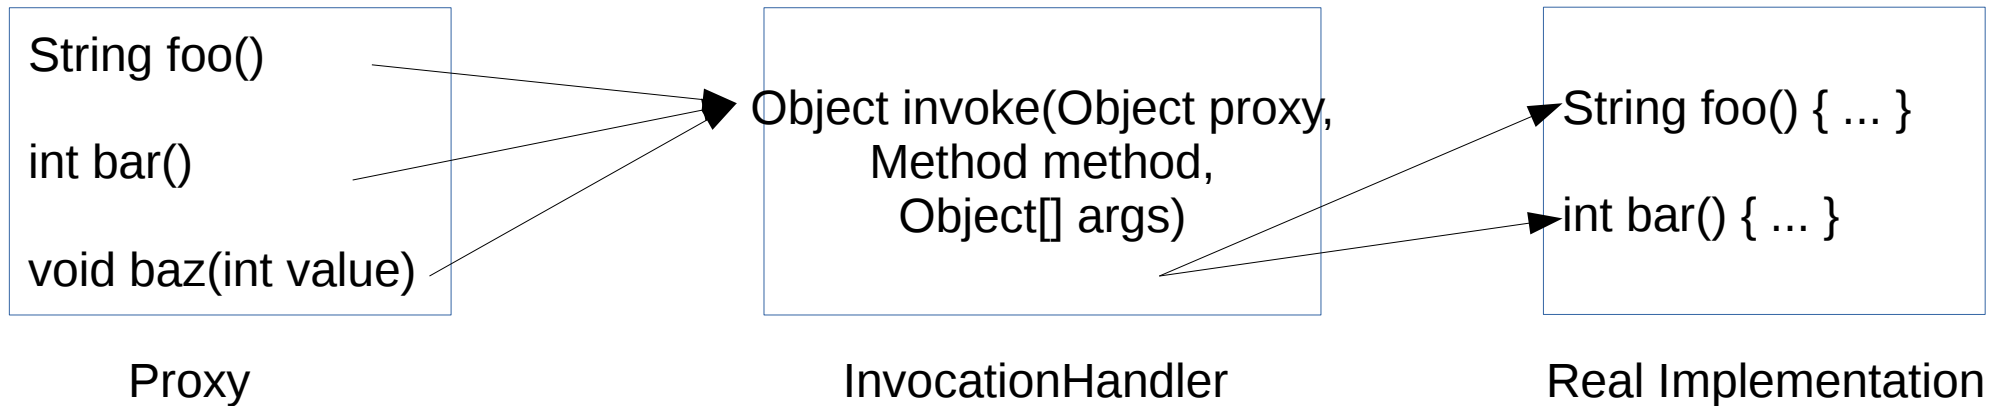 String foo()
int bar()
void baz(int value)
Proxy
Object invoke(Object proxy,
Method method,
Object[] args)
InvocationHandler
String foo() { ... }
int bar() { ... }
Real Implementation